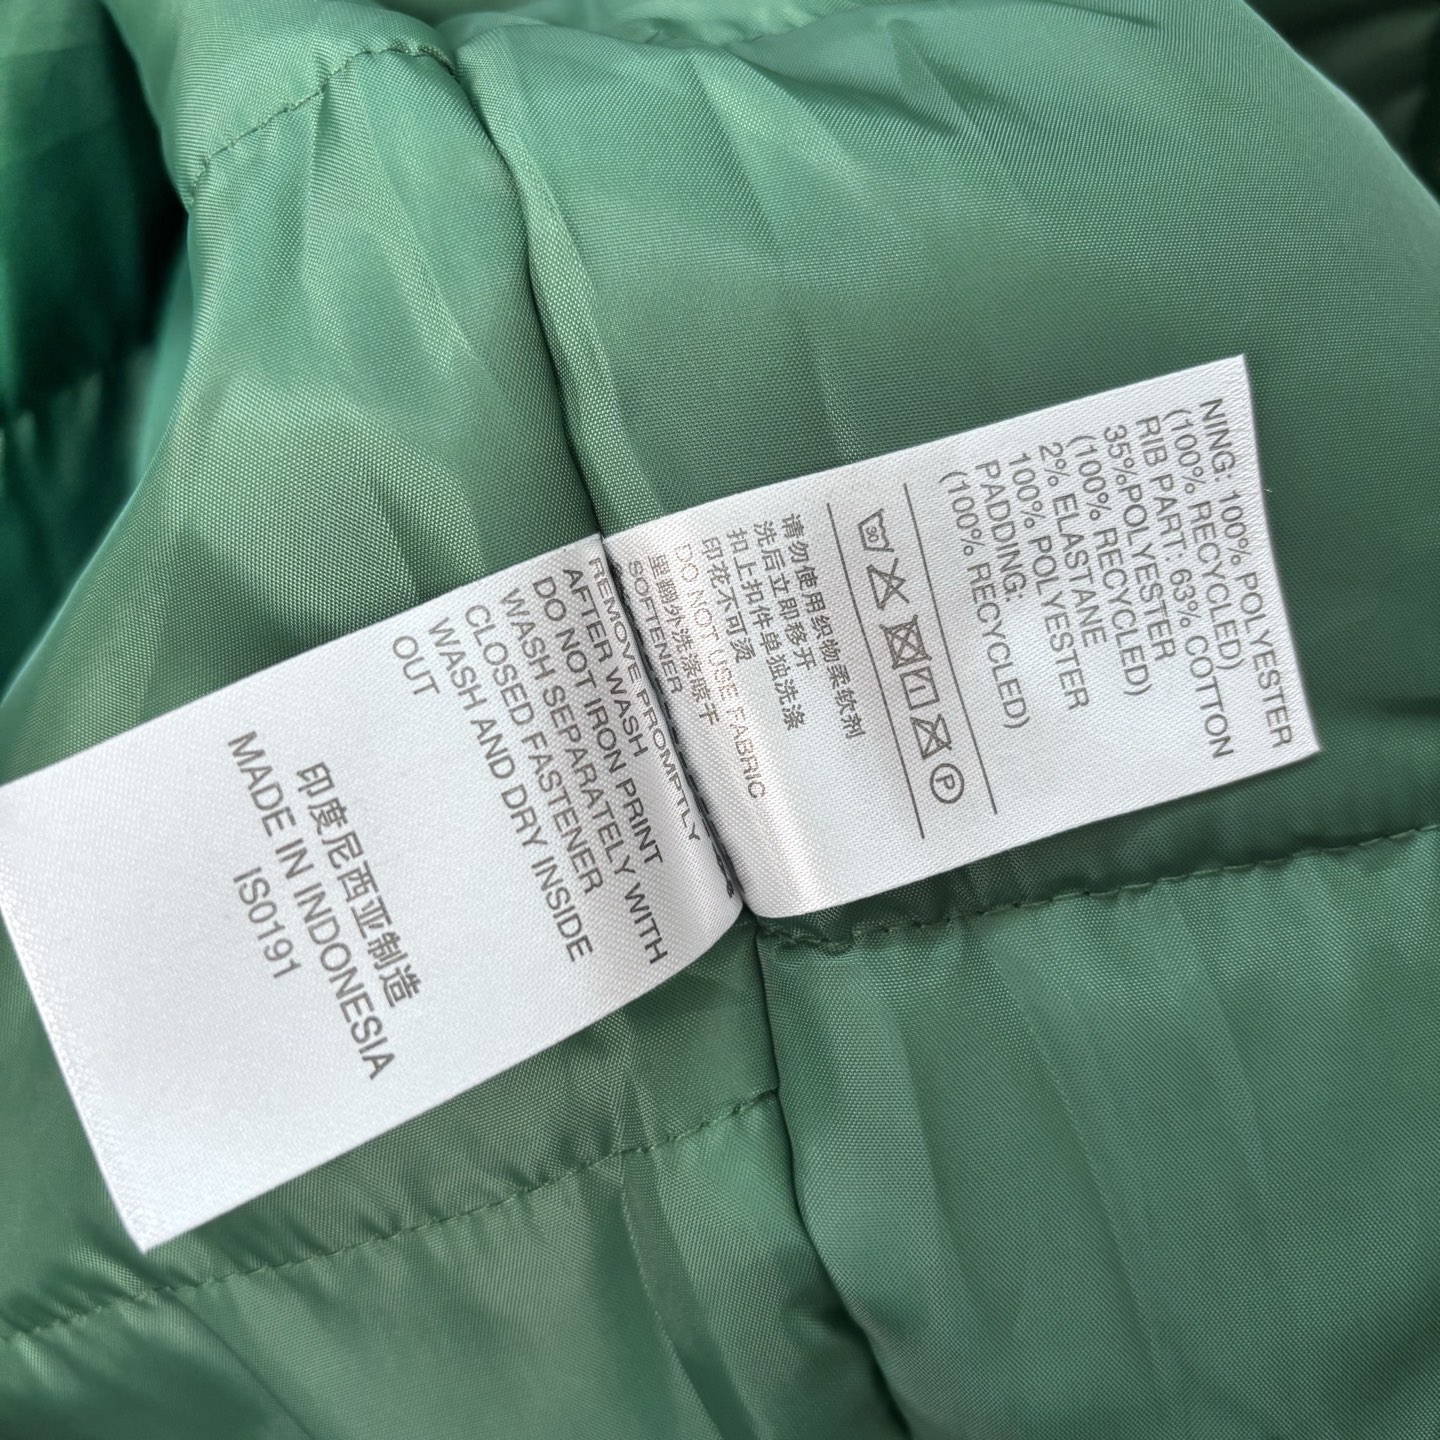 NING: 100% POLYESTER
(100% RECYCLED)
RIB PART: 63% COTTON
35%POLYESTER
(100% RECYCLED)
2% ELASTANE
100% POLYESTER
PADDING:
(100% RECYCLED)
30
P
请勿使用织物柔软剂
洗后立即移开
扣上扣件单独洗涤
印花不可烫
里翻外洗涤晾干
DO NOT USE FABRIC
SOFTENER
REMOVE PROMPTLY
AFTER WASH
DO NOT IRON PRINT
WASH SEPARATELY WITH
CLOSED FASTENER
WASH AND DRY INSIDE
OUT
印度尼西亚制造
MADE IN INDONESIA
IS0191